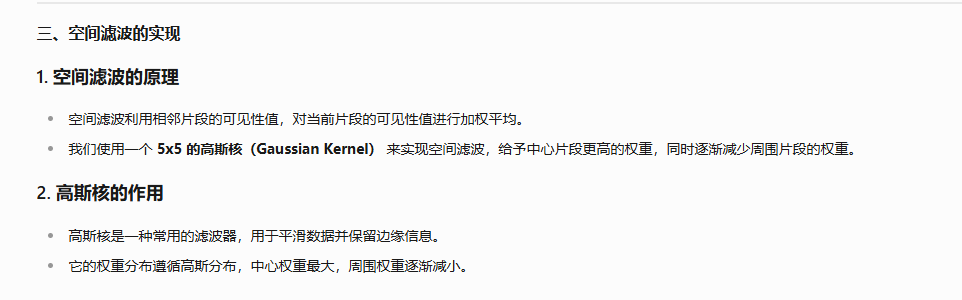 三、空间滤波的实现
1. 空间滤波的原理
• 空间滤波利用相邻片段的可见性值，对当前片段的可见性值进行加权平均。
• 我们使用一个 5x5 的高斯核（Gaussian Kernel） 来实现空间滤波，给予中心片段更高的权重，同时逐渐减少周围片段的权重。
2. 高斯核的作用
• 高斯核是一种常用的滤波器，用于平滑数据并保留边缘信息。
• 它的权重分布遵循高斯分布，中心权重最大，周围权重逐渐减小。